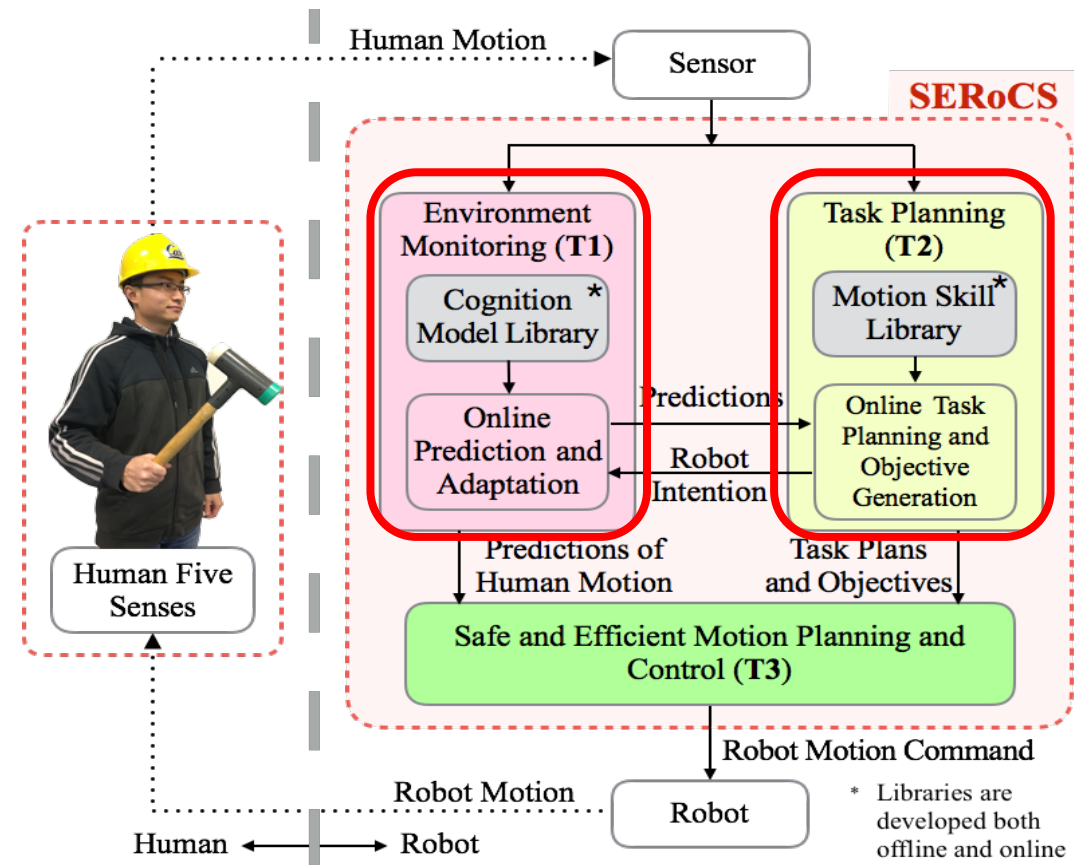 Human Motion
Sensor
SERoCS
Environment
Monitoring (T1)
Task Planning
(T2)
Cognition *
Model Library
Motion Skill*
Library
Predictions
Online
Prediction and
Adaptation
Online Task
Planning and
Objective
Generation
Robot
Intention
Predictions of
Human Motion
Task Plans
and Objectives
Human Five
Senses
Safe and Efficient Motion Planning and
Control (T3)
Robot Motion Command
Robot Motion
Robot
* Libraries are
developed both
offline and online
Human
Robot